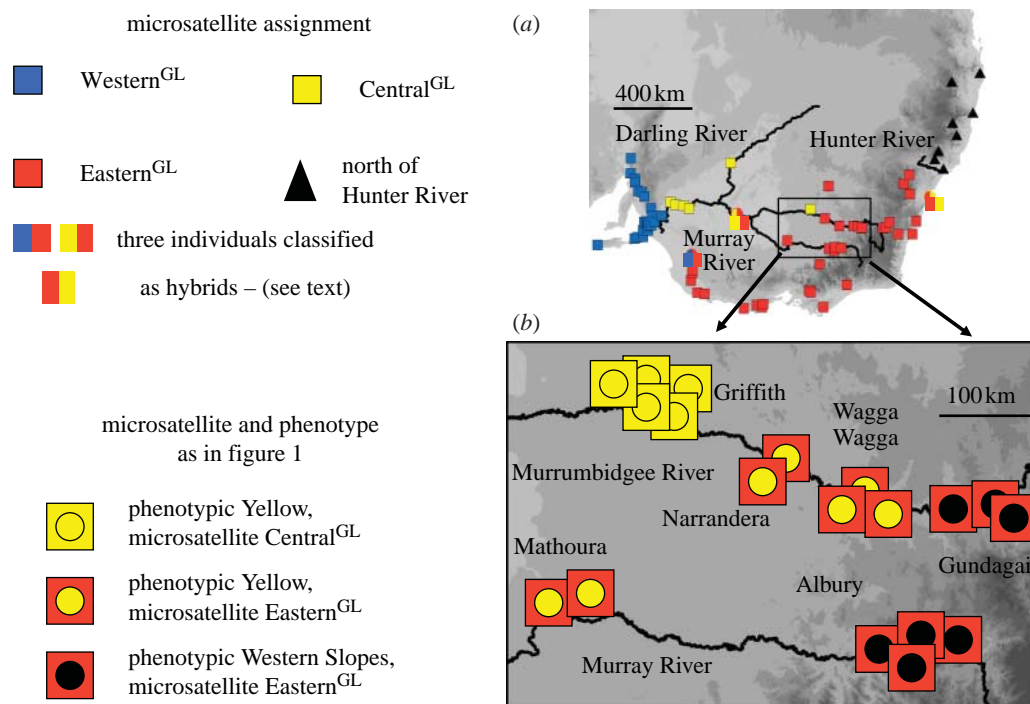 microsatellite assignment
Western^GL
Central^GL
Eastern^GL
north of
Hunter River
three individuals classified
as hybrids – (see text)
microsatellite and phenotype
as in figure 1
phenotypic Yellow,
microsatellite Central^GL
phenotypic Yellow,
microsatellite Eastern^GL
phenotypic Western Slopes,
microsatellite Eastern^GL
(a)
400 km
Darling River
Hunter River
Murray
River
(b)
Griffith
100 km
Wagga
Wagga
Murrumbidgee River
Narrandera
Mathoura
Albury
Gundagai
Murray River